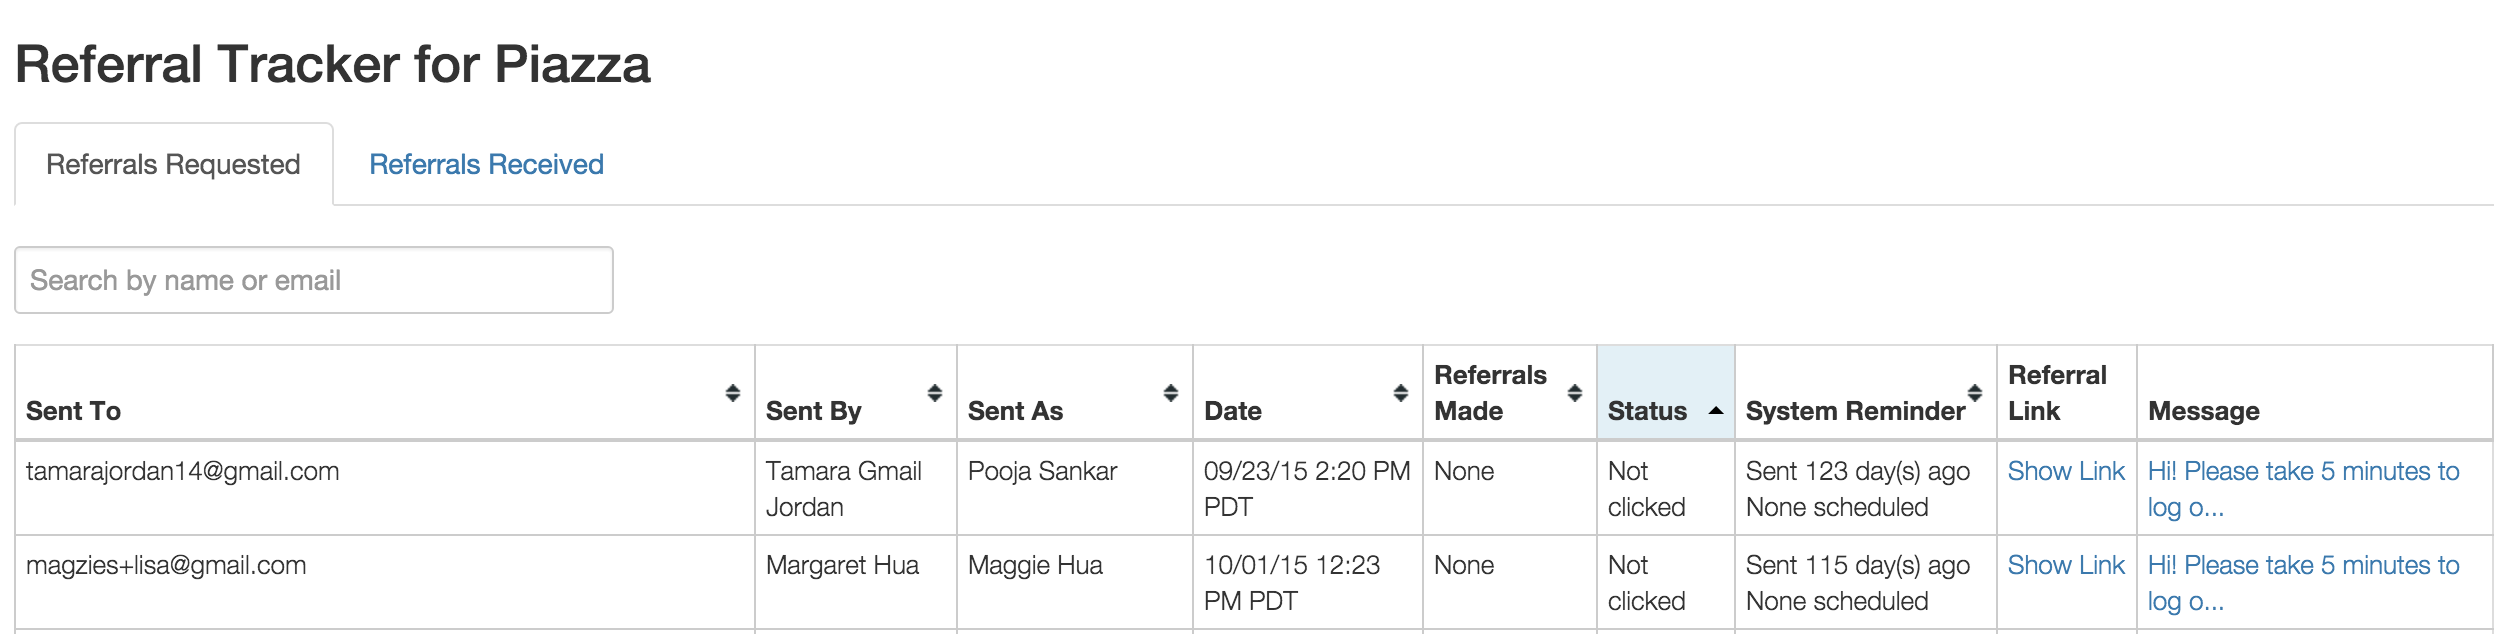 Referral Tracker for Piazza
Referrals Requested
Referrals Received
Search by name or email
Sent To
Sent By
Sent As
Date
Referrals
Made
Status
System Reminder
Referral
Link
Message
tamarajordan14@gmail.com
Tamara Gmail
Jordan
Pooja Sankar
09/23/15 2:20 PM
PDT
None
Not
clicked
Sent 123 day(s) ago
None scheduled
Show Link
Hi! Please take 5 minutes to
log o...
magzies+lisa@gmail.com
Margaret Hua
Maggie Hua
10/01/15 12:23
PM PDT
None
Not
clicked
Sent 115 day(s) ago
None scheduled
Show Link
Hi! Please take 5 minutes to
log o...